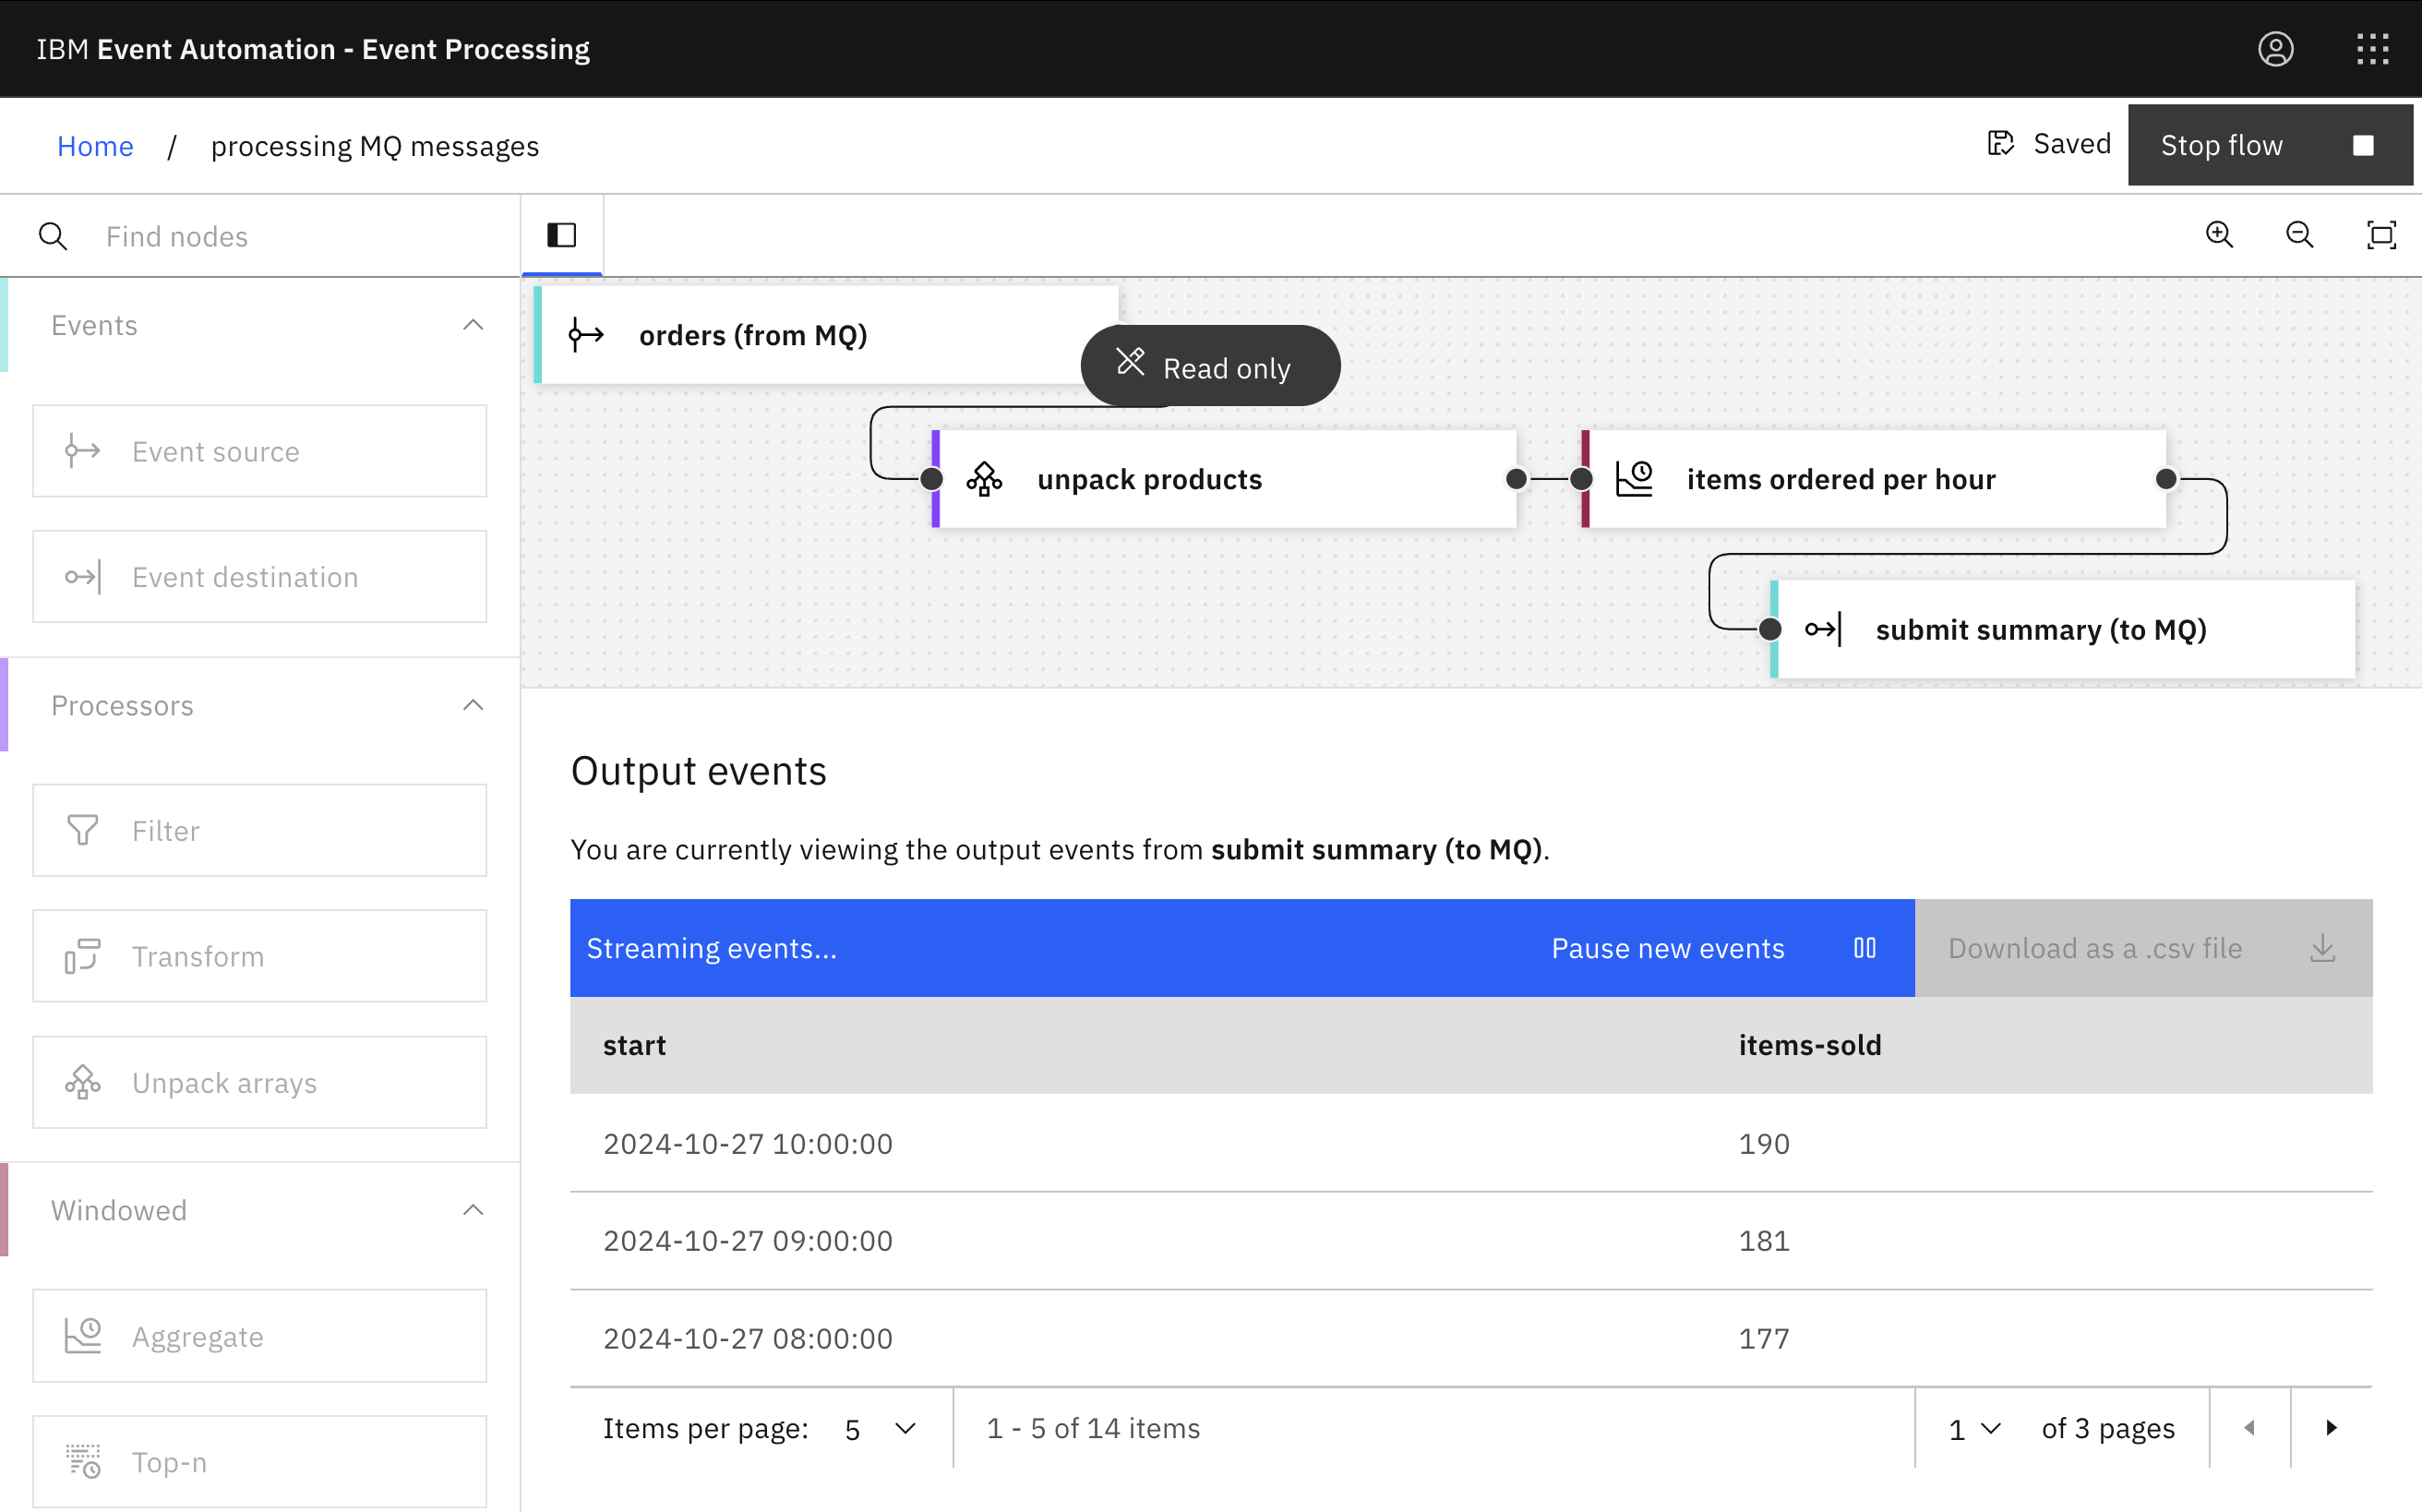 IBM Event Automation - Event Processing
Home / processing MQ messages
Saved
Stop flow
Find nodes
Events
Event source
Event destination
Processors
Filter
Transform
Unpack arrays
Windowed
Aggregate
Top-n
orders (from MQ)
Read only
unpack products
items ordered per hour
submit summary (to MQ)
Output events
You are currently viewing the output events from submit summary (to MQ).
Streaming events...
Pause new events
Download as a .csv file
start items-sold
2024-10-27 10:00:00 190
2024-10-27 09:00:00 181
2024-10-27 08:00:00 177
Items per page: 5 1 - 5 of 14 items 1 of 3 pages